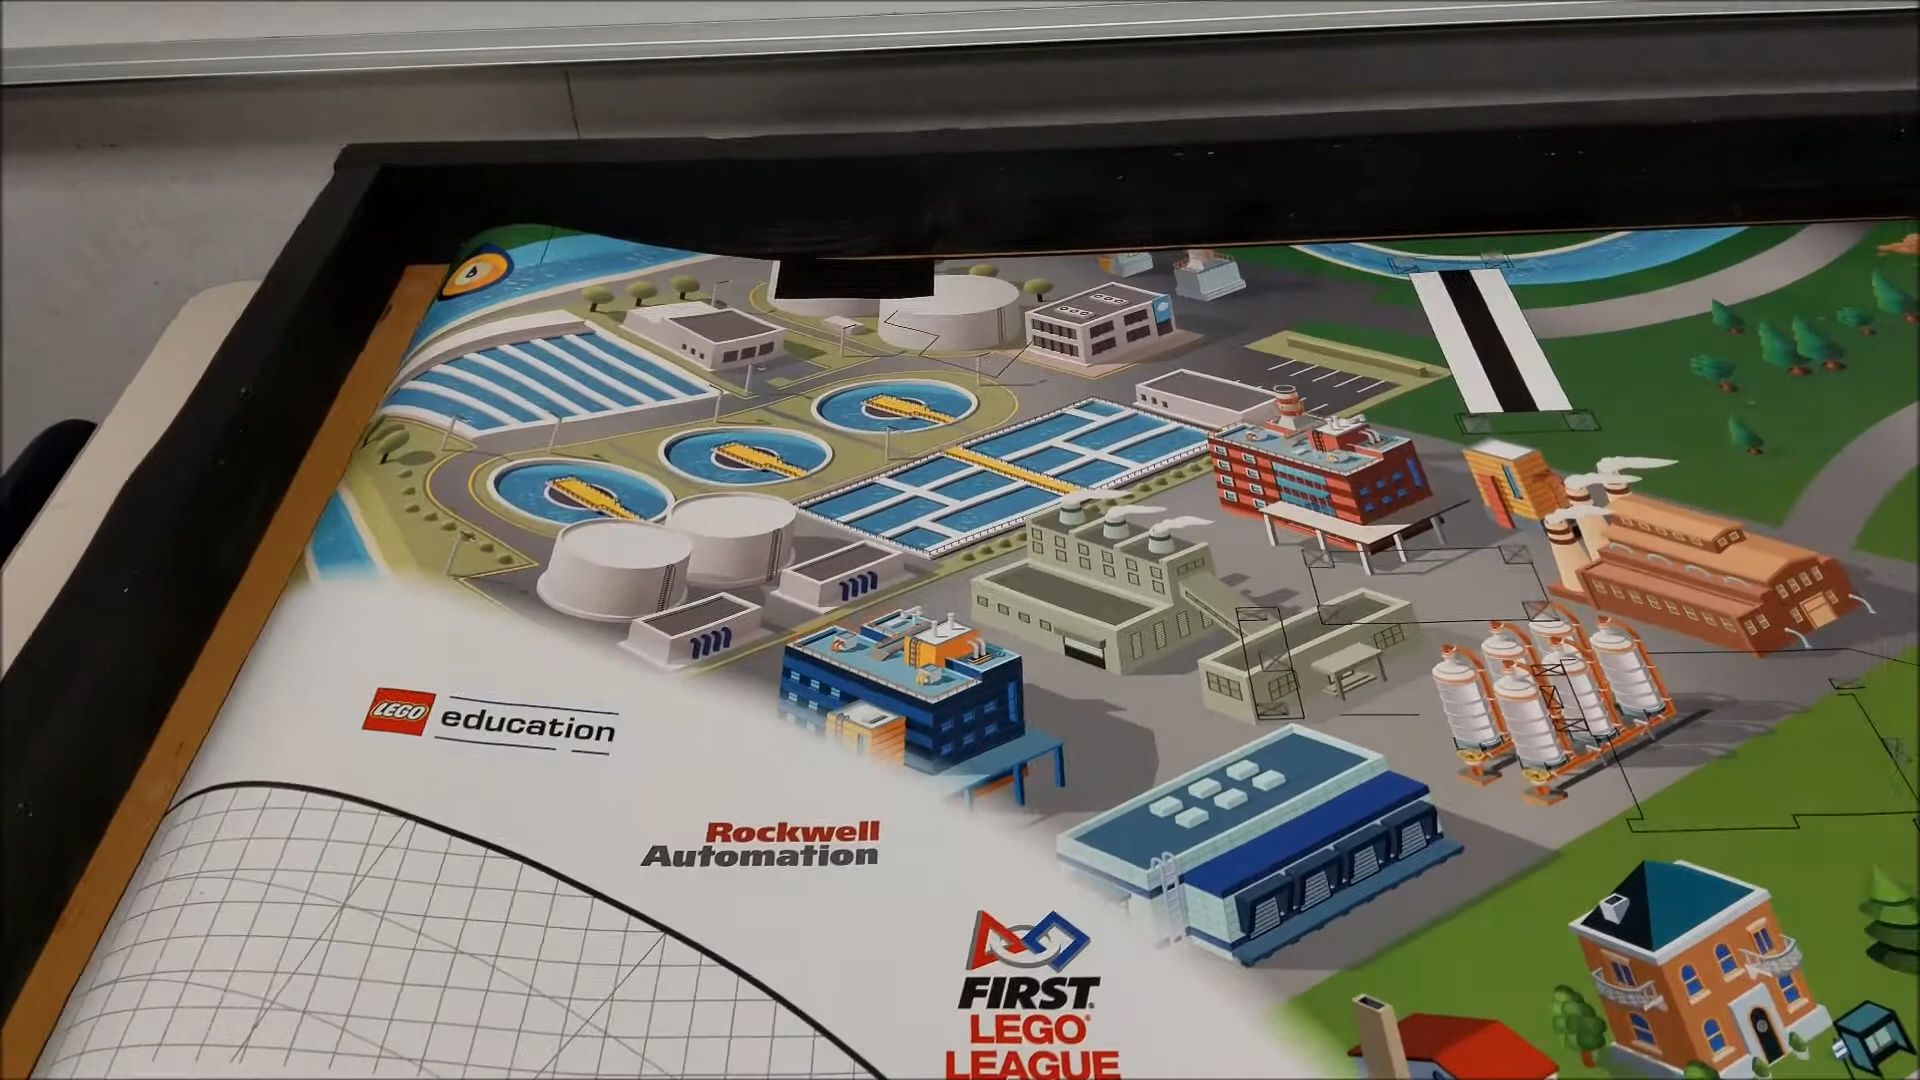 LEGO education
Rockwell
Automation
FIRST
LEGO
LEAGUE